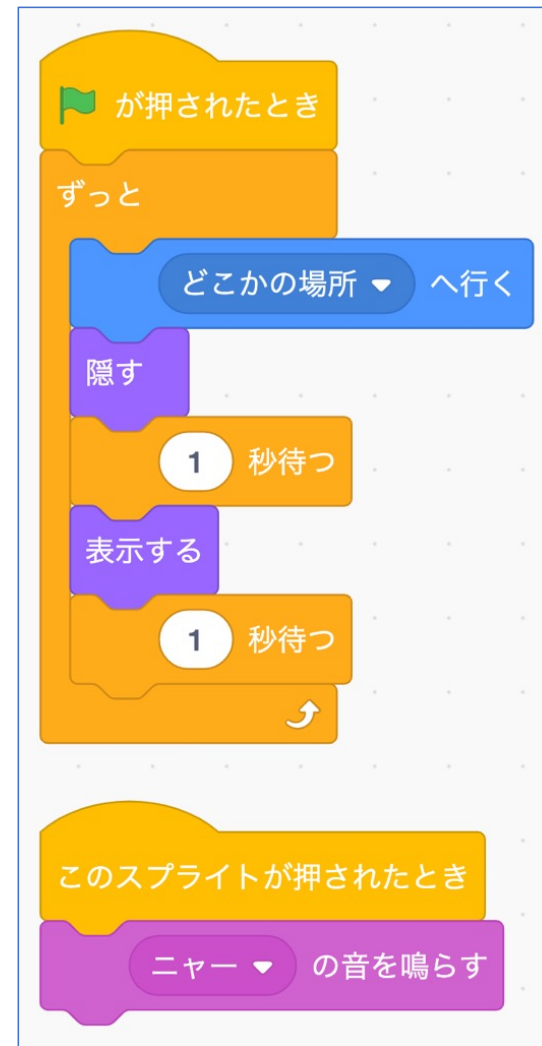 が押されたとき
ずっと
どこかの場所 へ行く
隠す
1 秒待つ
表示する
1 秒待つ
このスプライトが押されたとき
ニャー の音を鳴らす